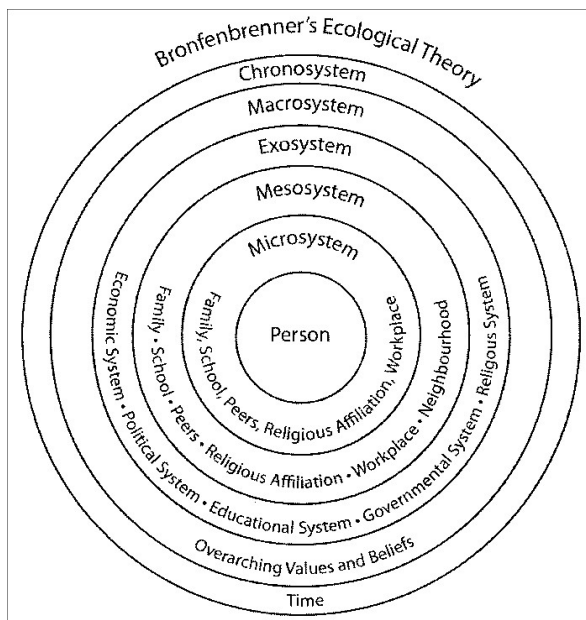 Bronfenbrenner's Ecological Theory
Chronosystem
Macrosystem
Exosystem
Mesosystem
Microsystem
Person
Family, School, Peers, Religious Affiliation, Workplace
Family • School • Peers • Religious Affiliation • Workplace • Neighbourhood
Economic System • Political System • Educational System • Governmental System • Religous System
Overarching Values and Beliefs
Time